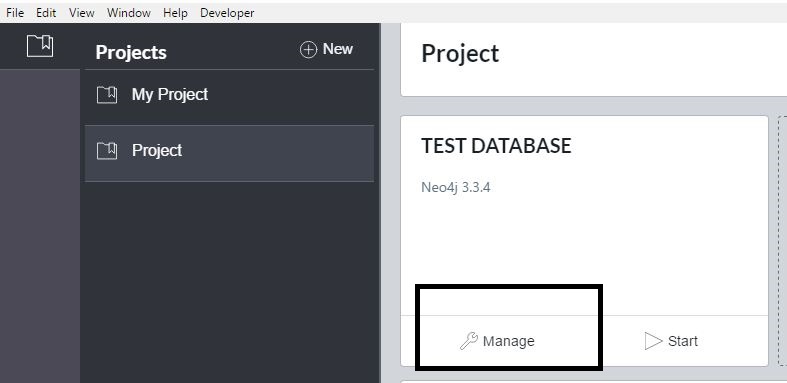 File Edit View Window Help Developer
Projects New
My Project
Project
Project
TEST DATABASE
Neo4j 3.3.4
Manage Start